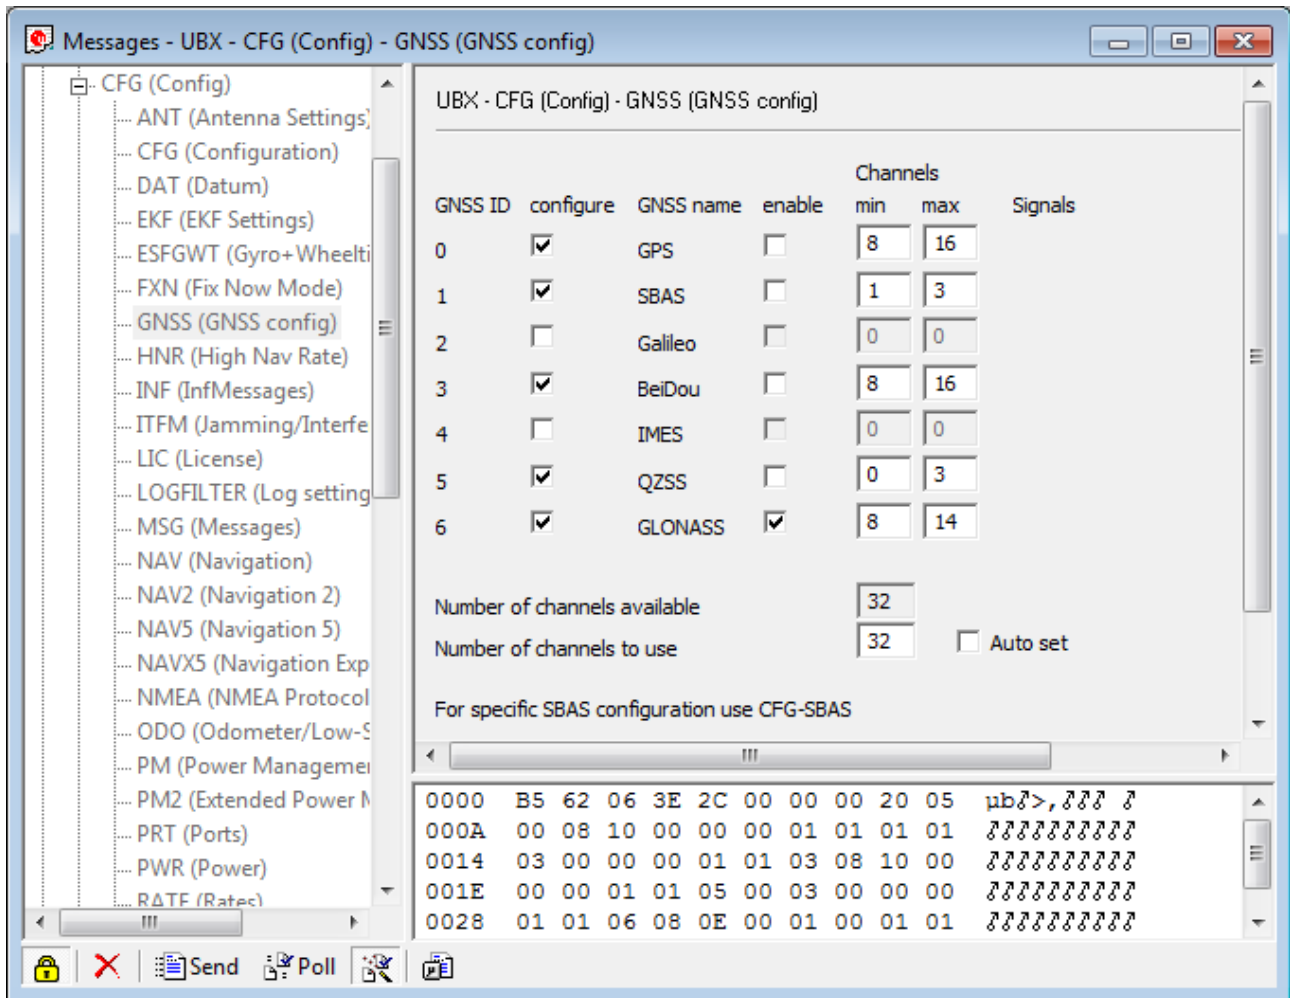 Messages - UBX - CFG (Config) - GNSS (GNSS config)
CFG (Config)
ANT (Antenna Settings)
CFG (Configuration)
DAT (Datum)
EKF (EKF Settings)
ESFGWT (Gyro+Wheelti
FXN (Fix Now Mode)
GNSS (GNSS config)
HNR (High Nav Rate)
INF (InfMessages)
ITFM (Jamming/Interfe
LIC (License)
LOGFILTER (Log setting
MSG (Messages)
NAV (Navigation)
NAV2 (Navigation 2)
NAV5 (Navigation 5)
NAVX5 (Navigation Exp
NMEA (NMEA Protocol
ODO (Odometer/Low-S
PM (Power Managemer
PM2 (Extended Power M
PRT (Ports)
PWR (Power)
RATE (Rates)
UBX - CFG (Config) - GNSS (GNSS config)
Channels
GNSS ID configure GNSS name enable min max Signals
0 GPS 8 16
1 SBAS 1 3
2 Galileo 0 0
3 BeiDou 8 16
4 IMES 0 0
5 QZSS 0 3
6 GLONASS 8 14
Number of channels available 32
Number of channels to use 32 Auto set
For specific SBAS configuration use CFG-SBAS
0000 B5 62 06 3E 2C 00 00 00 20 05 µb >,
000A 00 08 10 00 00 00 01 01 01 01
0014 03 00 00 00 01 01 03 08 10 00
001E 00 00 01 01 05 00 03 00 00 00
0028 01 01 06 08 0E 00 01 00 01 01
Send Poll